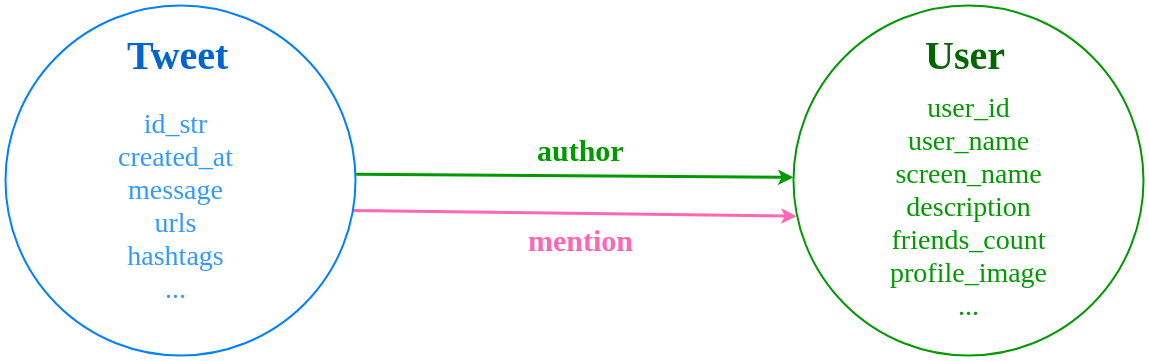 Tweet
id_str
created_at
message
urls
hashtags
...
author
mention
User
user_id
user_name
screen_name
description
friends_count
profile_image
...